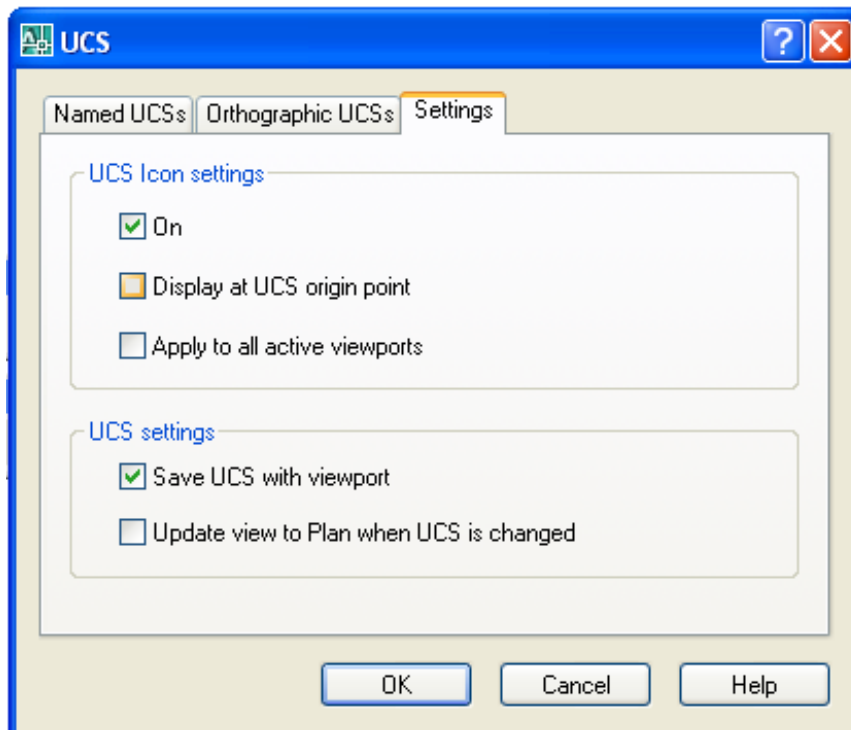 UCS
Named UCSs Orthographic UCSs Settings
UCS Icon settings
On
Display at UCS origin point
Apply to all active viewports
UCS settings
Save UCS with viewport
Update view to Plan when UCS is changed
OK Cancel Help